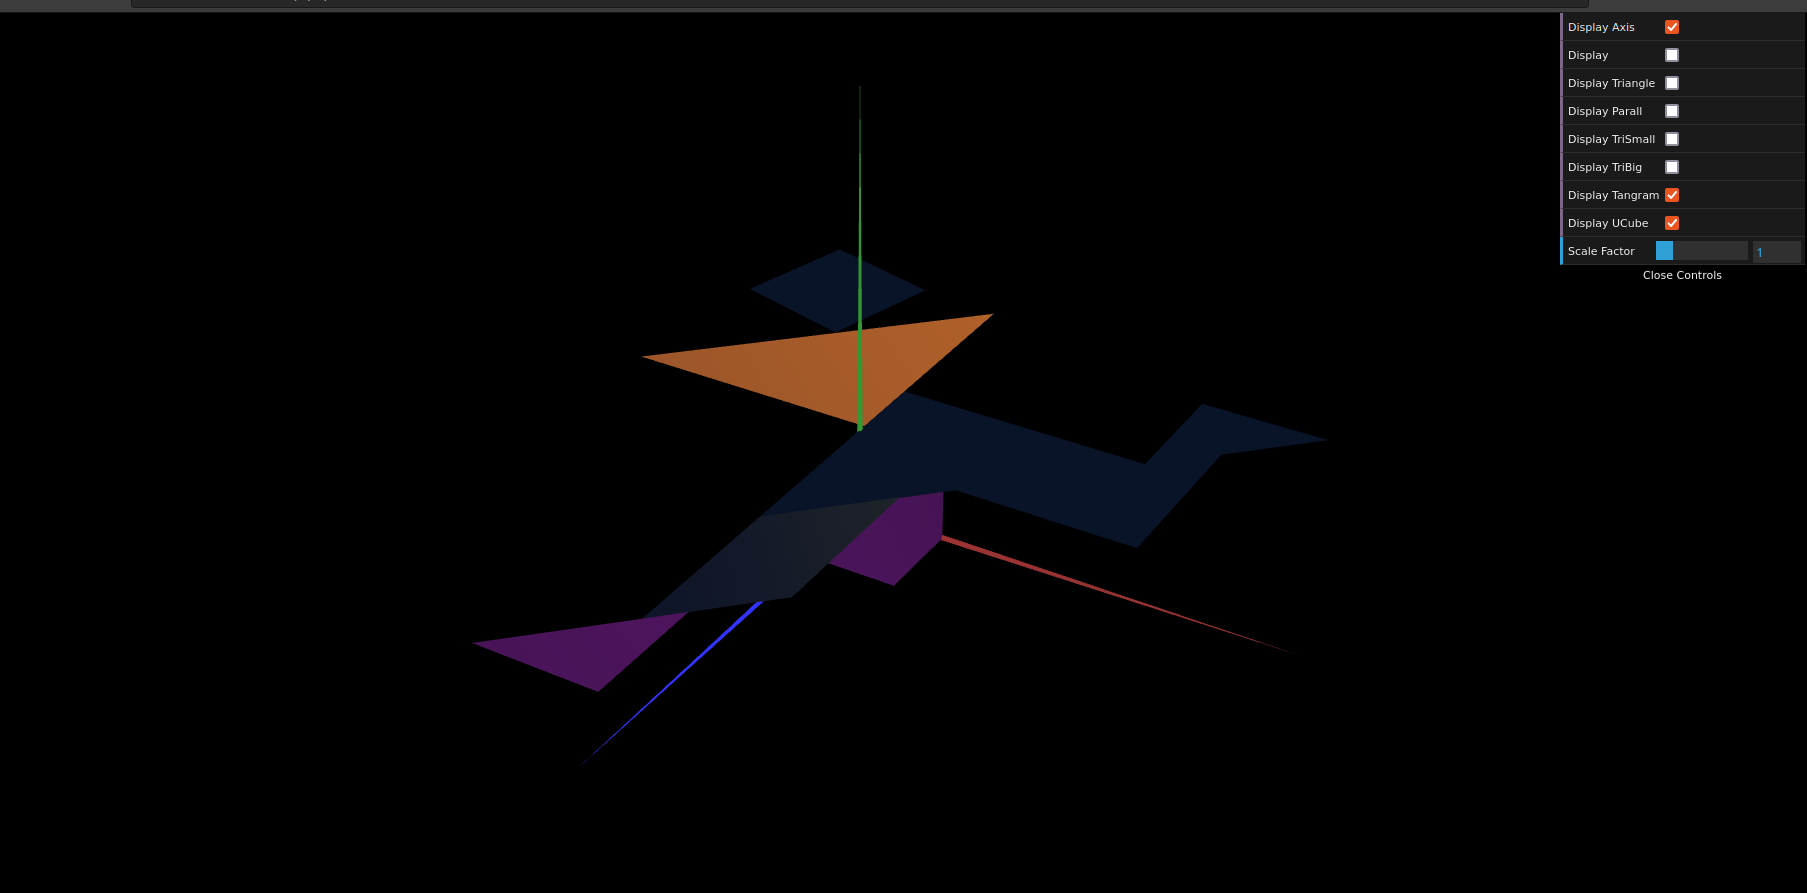 Display Axis
Display
Display Triangle
Display Parall
Display TriSmall
Display TriBig
Display Tangram
Display UCube
Scale Factor 1
Close Controls